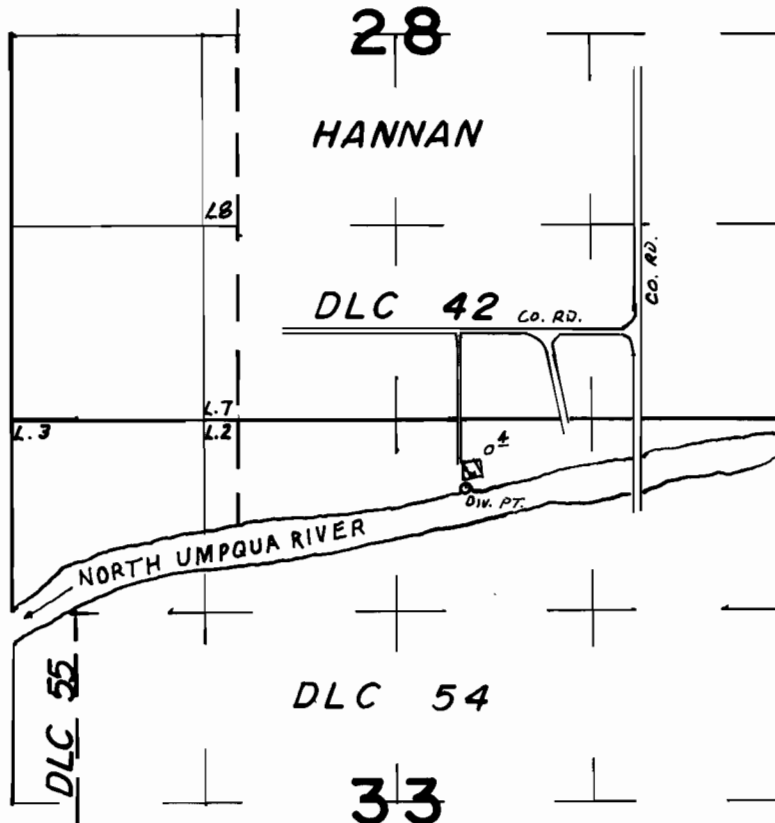 28
HANNAN
L8
CO. RD.
DLC 42 CO. RD.
L.7
L.3 L.2
0 4
DIV. PT.
NORTH UMPQUA RIVER
DLC 55
DLC 54
33